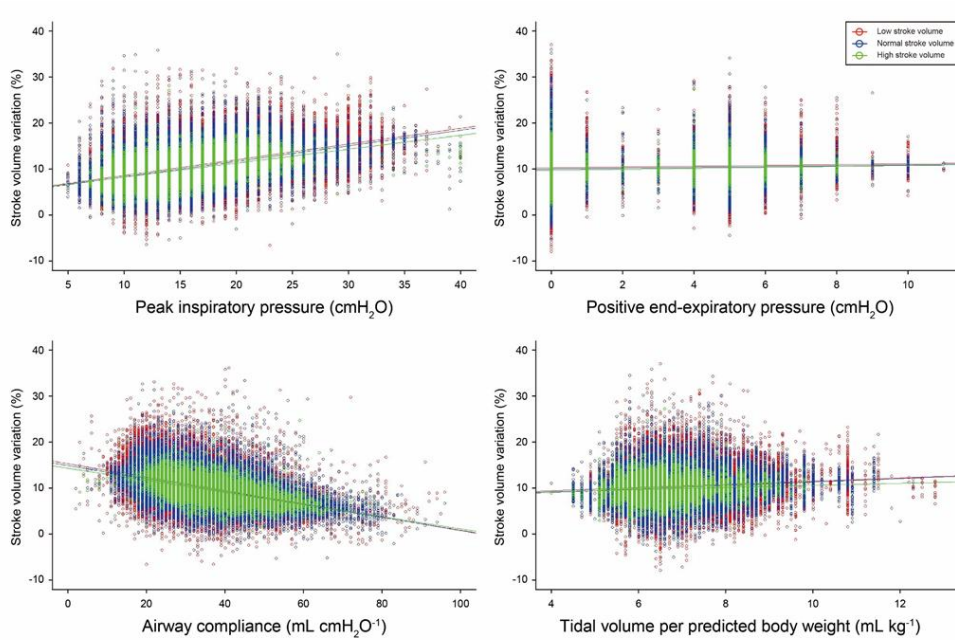 40
30
20
10
0
-10
Stroke volume variation (%)
5 10 15 20 25 30 35 40
Peak inspiratory pressure (cmH₂O)
40
30
20
10
0
-10
Stroke volume variation (%)
Low stroke volume
Normal stroke volume
High stroke volume
0 2 4 6 8 10
Positive end-expiratory pressure (cmH₂O)
40
30
20
10
0
-10
Stroke volume variation (%)
0 20 40 60 80 100
Airway compliance (mL cmH₂O⁻¹)
40
30
20
10
0
-10
Stroke volume variation (%)
4 6 8 10 12
Tidal volume per predicted body weight (mL kg⁻¹)